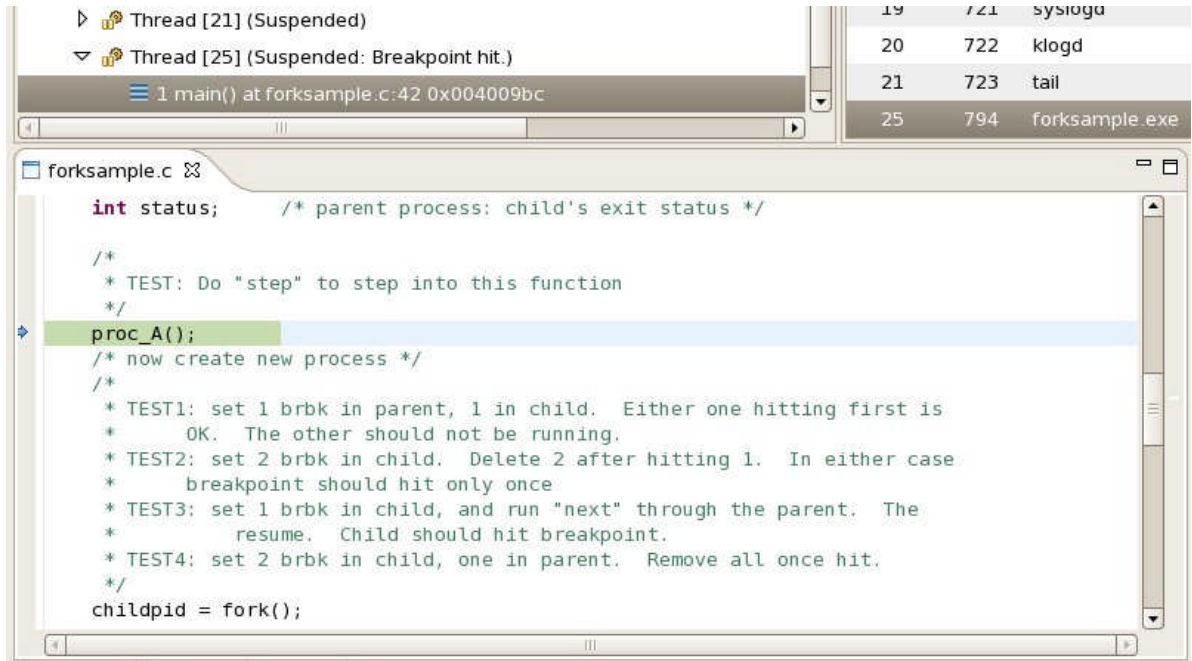 Thread [21] (Suspended)
Thread [25] (Suspended: Breakpoint hit.)
1 main() at forksample.c:42 0x004009bc
19 721 syslogd
20 722 klogd
21 723 tail
25 794 forksample.exe
forksample.c
int status; /* parent process: child's exit status */
/*
* TEST: Do "step" to step into this function
*/
proc_A();
/* now create new process */
/*
* TEST1: set 1 brbk in parent, 1 in child. Either one hitting first is
* OK. The other should not be running.
* TEST2: set 2 brbk in child. Delete 2 after hitting 1. In either case
* breakpoint should hit only once
* TEST3: set 1 brbk in child, and run "next" through the parent. The
* resume. Child should hit breakpoint.
* TEST4: set 2 brbk in child, one in parent. Remove all once hit.
*/
childpid = fork();